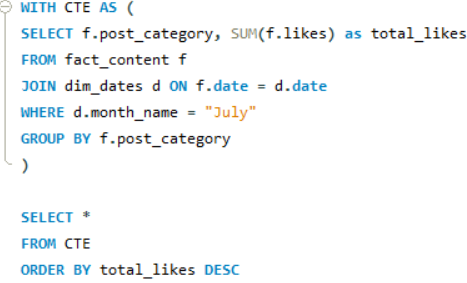 WITH CTE AS (
SELECT f.post_category, SUM(f.likes) as total_likes
FROM fact_content f
JOIN dim_dates d ON f.date = d.date
WHERE d.month_name = "July"
GROUP BY f.post_category
)
SELECT *
FROM CTE
ORDER BY total_likes DESC